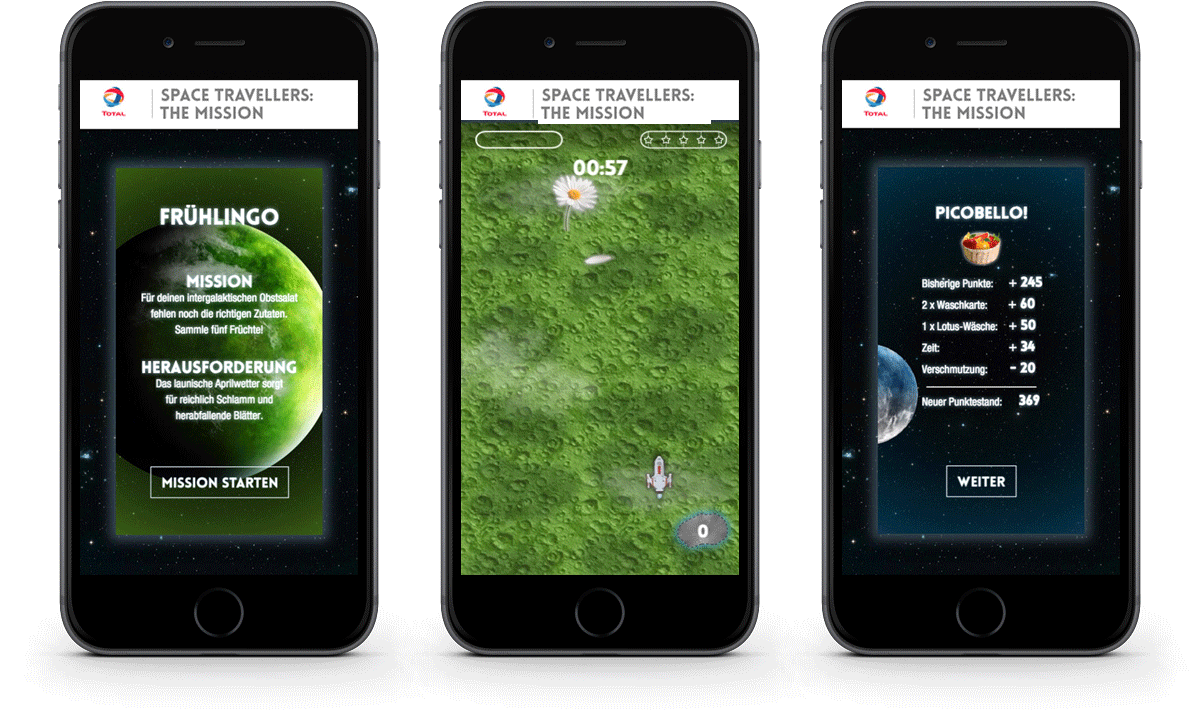 TOTAL
SPACE TRAVELLERS:
THE MISSION
FRÜHLINGO
MISSION
Für deinen intergalaktischen Obstsalat
fehlen noch die richtigen Zutaten.
Sammle fünf Früchte!
HERAUSFORDERUNG
Das launische Aprilwetter sorgt
für reichlich Schlamm und
herabfallende Blätter.
MISSION STARTEN
TOTAL
SPACE TRAVELLERS:
THE MISSION
00:57
0
TOTAL
SPACE TRAVELLERS:
THE MISSION
PICOBELLO!
Bisherige Punkte: + 245
2 x Waschkarte: + 60
1 x Lotus-Wäsche: + 50
Zeit: + 34
Verschmutzung: - 20
Neuer Punktestand: 369
WEITER